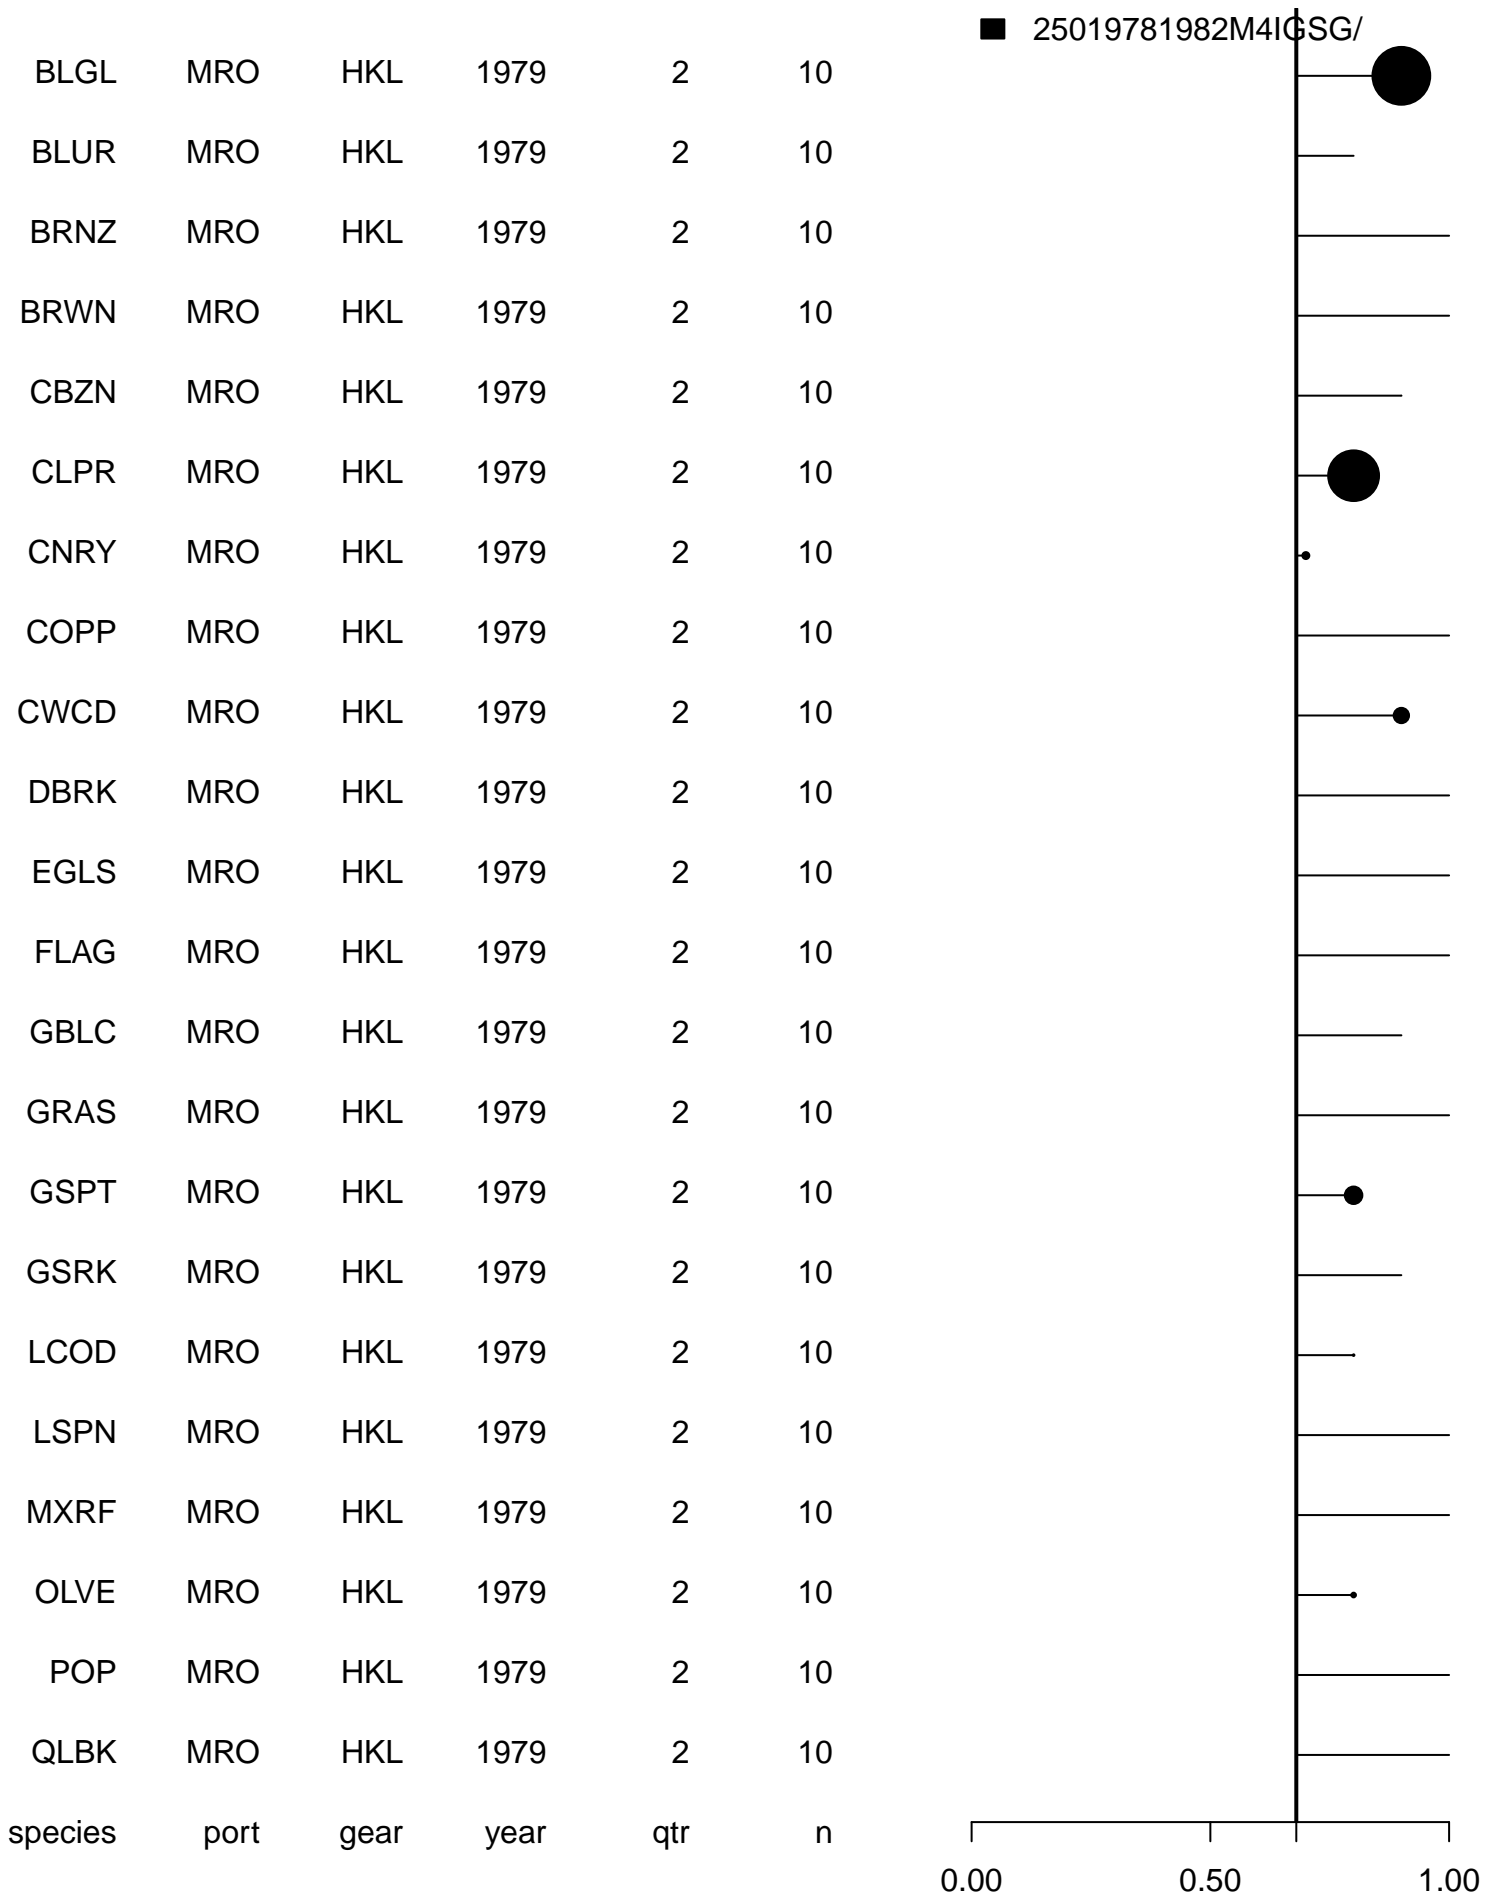 25019781982M4IGSG/
BLGL MRO HKL 1979 2 10
BLUR MRO HKL 1979 2 10
BRNZ MRO HKL 1979 2 10
BRWN MRO HKL 1979 2 10
CBZN MRO HKL 1979 2 10
CLPR MRO HKL 1979 2 10
CNRY MRO HKL 1979 2 10
COPP MRO HKL 1979 2 10
CWCD MRO HKL 1979 2 10
DBRK MRO HKL 1979 2 10
EGLS MRO HKL 1979 2 10
FLAG MRO HKL 1979 2 10
GBLC MRO HKL 1979 2 10
GRAS MRO HKL 1979 2 10
GSPT MRO HKL 1979 2 10
GSRK MRO HKL 1979 2 10
LCOD MRO HKL 1979 2 10
LSPN MRO HKL 1979 2 10
MXRF MRO HKL 1979 2 10
OLVE MRO HKL 1979 2 10
POP MRO HKL 1979 2 10
QLBK MRO HKL 1979 2 10
species port gear year qtr n
0.00 0.50 1.00